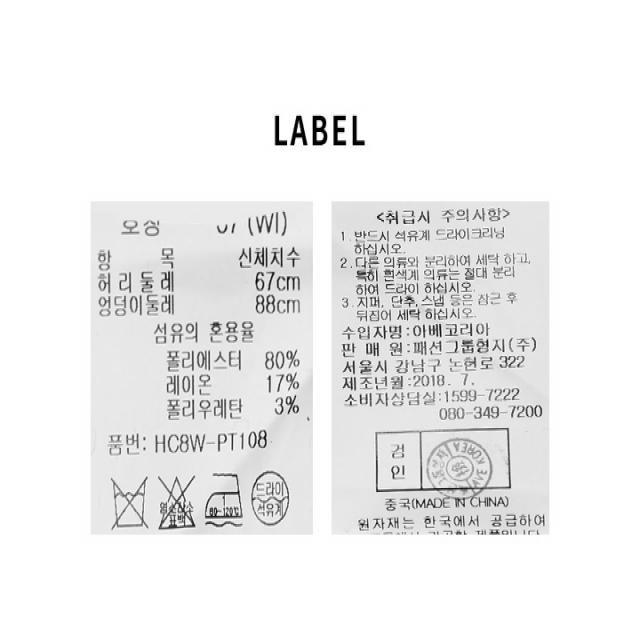 LABEL
07 (WI)
항 목 신체치수
허리둘레 67cm
엉덩이둘레 88cm
섬유의 혼용율
폴리에스터 80%
레이온 17%
폴리우레탄 3%
품번: HC8W-PT108
염소산소
표백
80~120℃
드라이
석유계
<취급시 주의사항>
1. 반드시 석유계 드라이크리닝
하십시오.
2. 다른 의류와 분리하여 세탁 하고,
특히 흰색계 의류는 절대 분리
하여 드라이 하십시오.
3. 지퍼, 단추, 스냅 등은 잠근 후
뒤집어 세탁 하십시오.
수입자명:아베코리아
판 매 원:패션그룹형지(주)
서울시 강남구 논현로 322
제조년월:2018. 7.
소비자상담실:1599-7222
080-349-7200
검
인
KOREA
중국(MADE IN CHINA)
원자재는 한국에서 공급하여